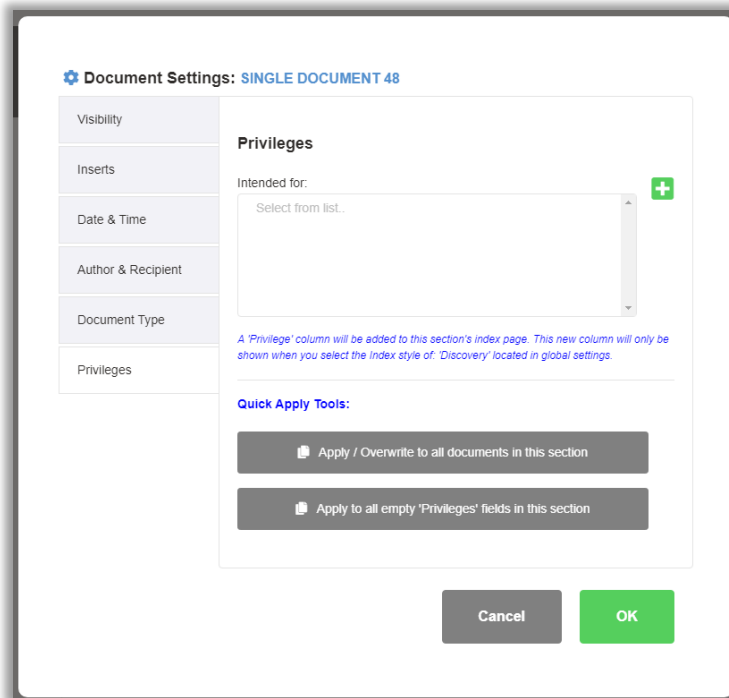 Document Settings: SINGLE DOCUMENT 48
Visibility
Inserts
Date & Time
Author & Recipient
Document Type
Privileges
Privileges
Intended for:
Select from list..
A 'Privilege' column will be added to this section's index page. This new column will only be
shown when you select the Index style of: 'Discovery' located in global settings.
Quick Apply Tools:
Apply / Overwrite to all documents in this section
Apply to all empty 'Privileges' fields in this section
Cancel
OK